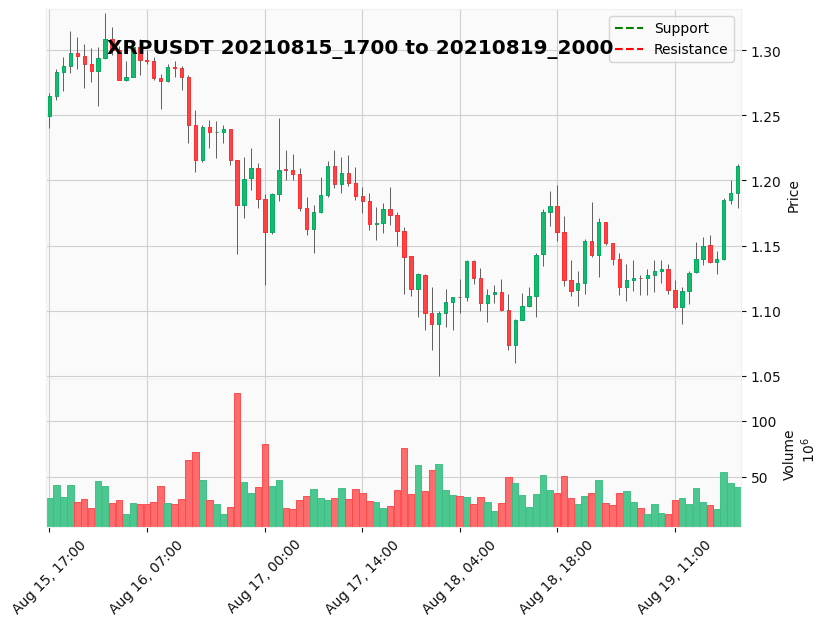 XRPUSDT 20210815_1700 to 20210819_2000
Support
Resistance
1.30
1.25
1.20
1.15
1.10
1.05
Price
100
50
Volume
10^6
Aug 15, 17:00
Aug 16, 07:00
Aug 17, 00:00
Aug 17, 14:00
Aug 18, 04:00
Aug 18, 18:00
Aug 19, 11:00